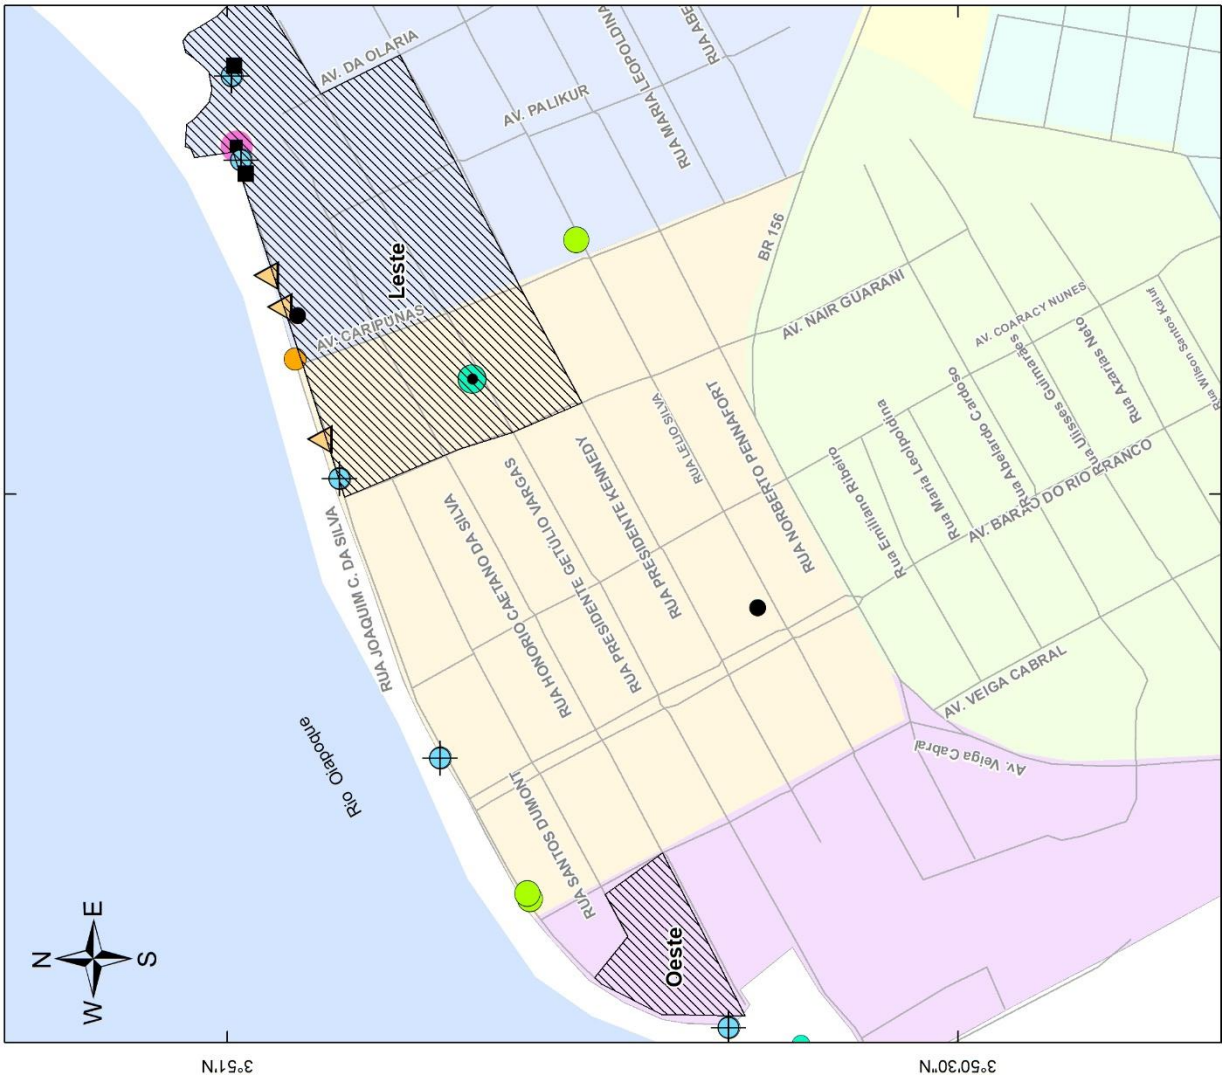 AV. DA OLARIA
AV. PALIKUR
RUA MARIA LEOPOLDINA
RUA ABE
Leste
AV. CARIPUNAS
BR 156
AV. NAIR GUARANI
AV. COARACY NUNES
Rua Azarias Neto
Rua Wilson Santos Kaluf
Rua Ulisses Guimarães
Rua Abelardo Cardoso
Rua Maria Leolpoldina
Rua Emiliano Ribeiro
AV. BARÃO DO RIO BRANCO
RUA LELIO SILVA
RUA NORBERTO PENNAFORT
RUA PRESIDENTE KENNEDY
RUA PRESIDENTE GETULIO VARGAS
RUA HONORIO CAETANO DA SILVA
RUA JOAQUIM C. DA SILVA
Rio Oiapoque
AV. VEIGA CABRAL
Av. Veiga Cabral
RUA SANTOS DUMONT
Oeste
N
E
W
S
3°51'N
3°50'30"N